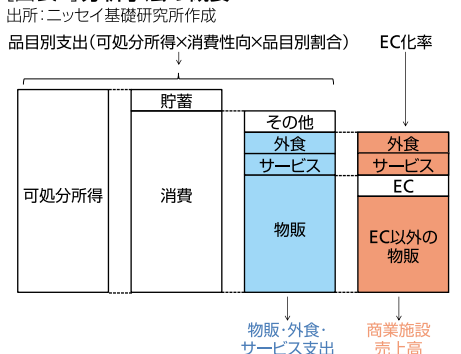 出所：ニッセイ基礎研究所作成
品目別支出（可処分所得×消費性向×品目別割合）
EC化率
可処分所得
貯蓄
消費
その他
外食
サービス
物販
外食
サービス
EC
EC以外の
物販
物販・外食・
サービス支出
商業施設
売上高